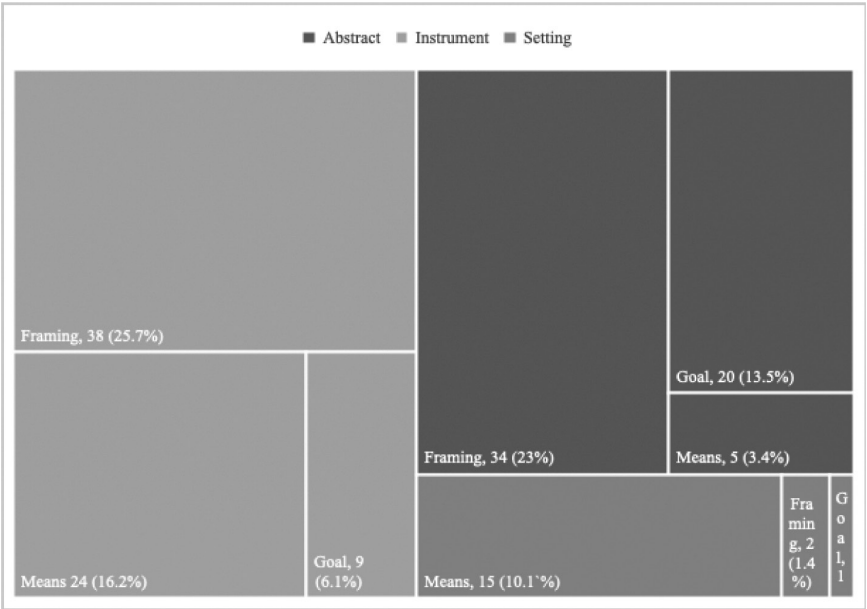 Abstract Instrument Setting
Framing, 38 (25.7%)
Means 24 (16.2%)
Goal, 9
(6.1%)
Framing, 34 (23%)
Goal, 20 (13.5%)
Means, 5 (3.4%)
Means, 15 (10.1`%)
Fra
min
g, 2
(1.4
%)
G
o
a
l,
1